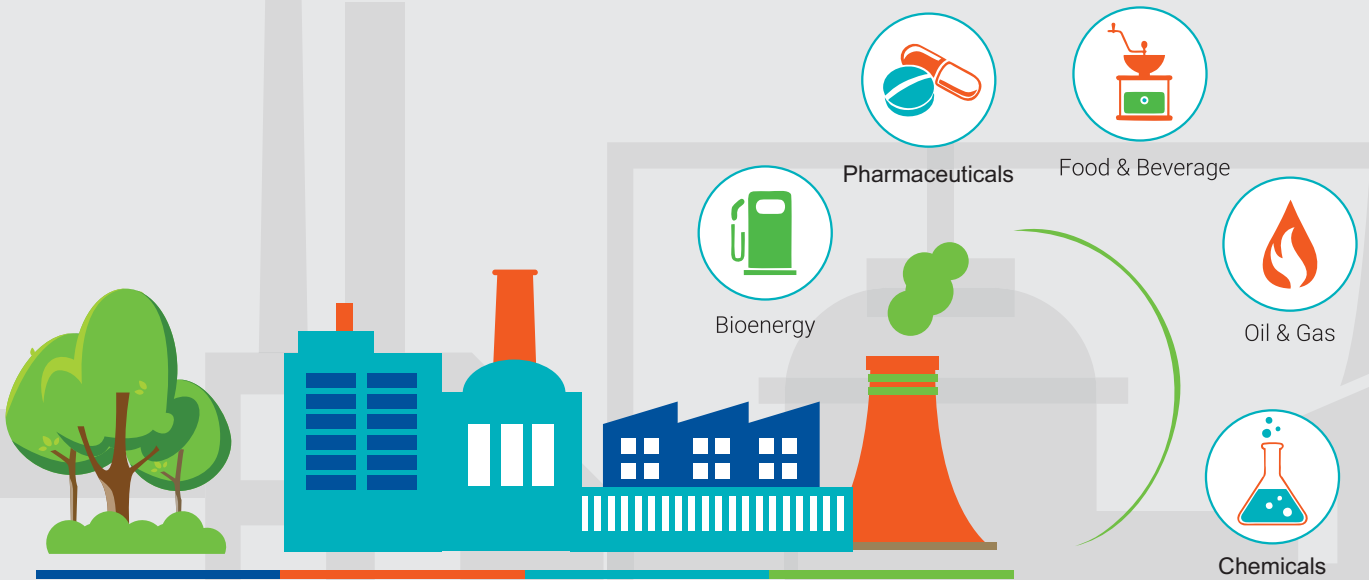 Pharmaceuticals
Food & Beverage
Bioenergy
Oil & Gas
Chemicals